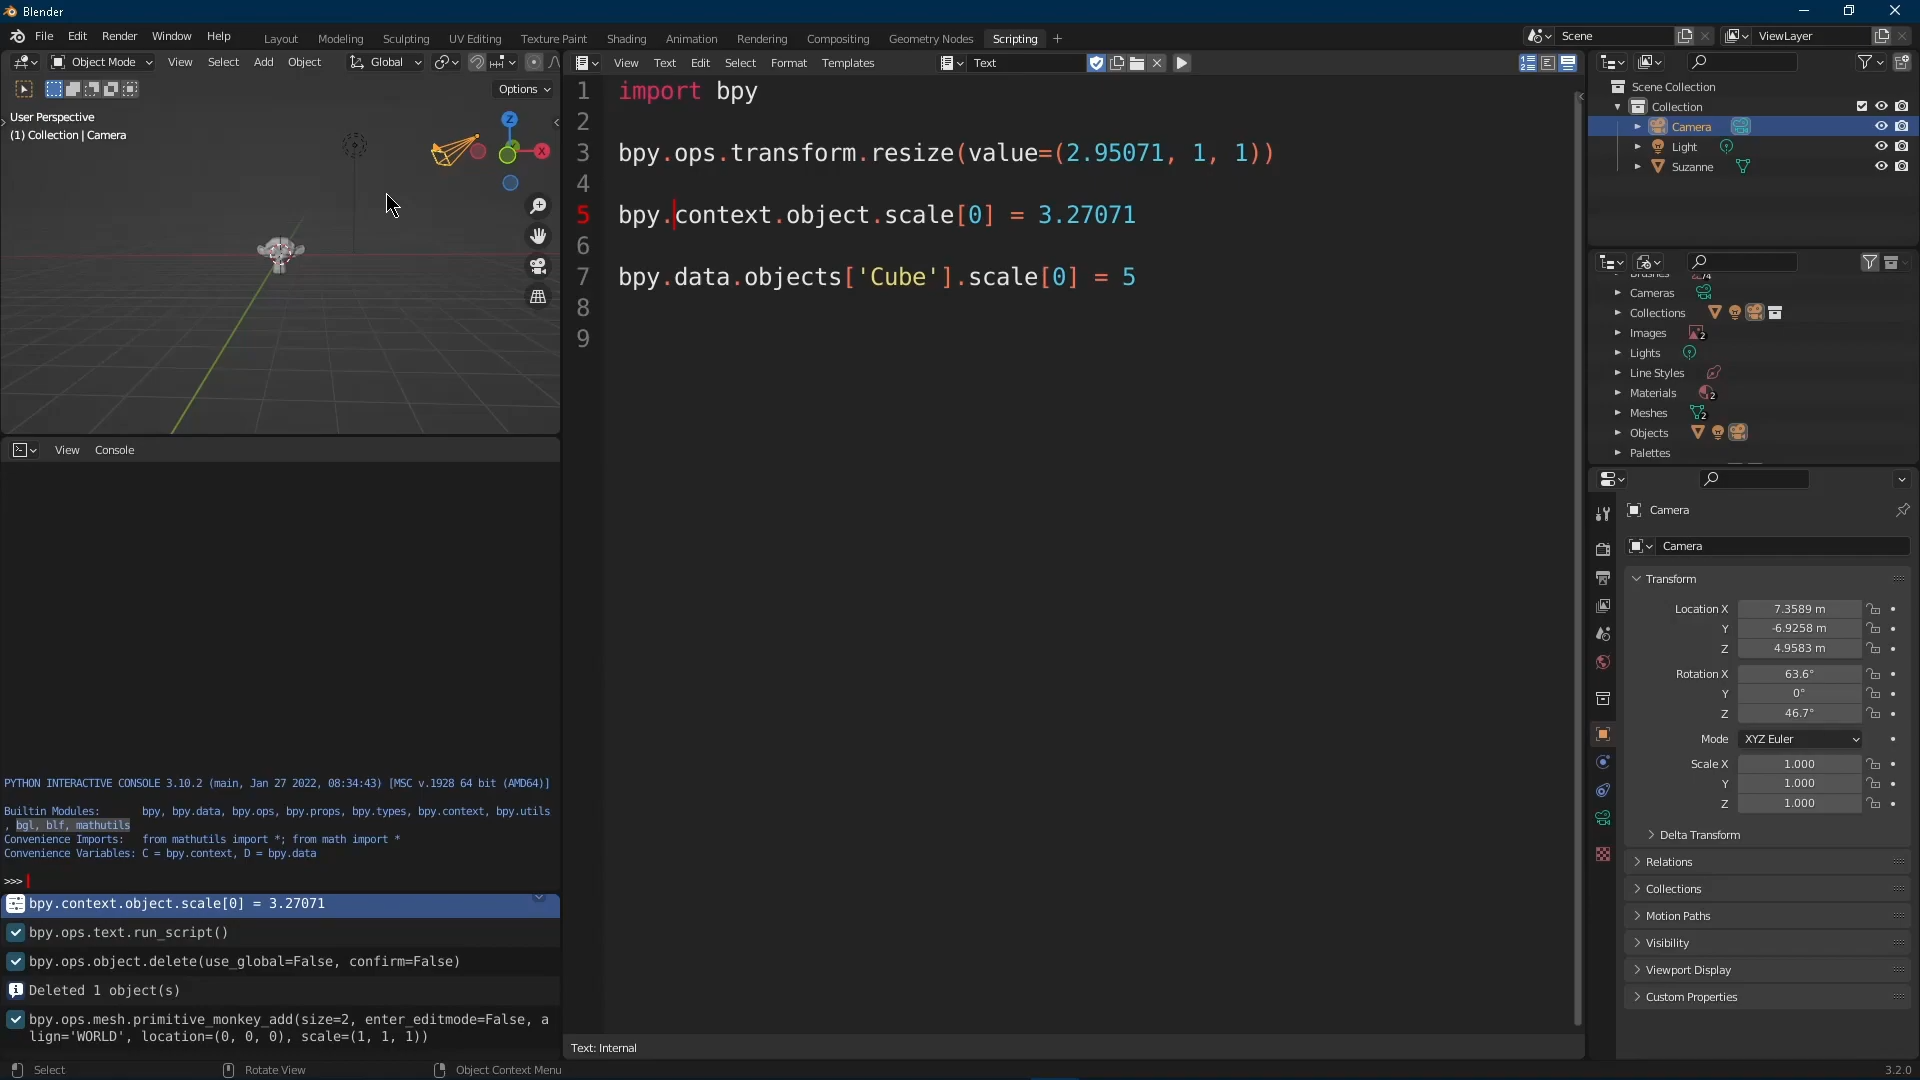 Blender
File Edit Render Window Help
Layout Modeling Sculpting UV Editing Texture Paint Shading Animation Rendering Compositing Geometry Nodes Scripting +
Scene
ViewLayer
Object Mode View Select Add Object Global
Options
User Perspective
(1) Collection | Camera
Z
X
View Console
PYTHON INTERACTIVE CONSOLE 3.10.2 (main, Jan 27 2022, 08:34:43) [MSC v.1928 64 bit (AMD64)]
Builtin Modules: bpy, bpy.data, bpy.ops, bpy.props, bpy.types, bpy.context, bpy.utils
, bgl, blf, mathutils
Convenience Imports: from mathutils import *; from math import *
Convenience Variables: C = bpy.context, D = bpy.data
>>>
bpy.context.object.scale[0] = 3.27071
bpy.ops.text.run_script()
bpy.ops.object.delete(use_global=False, confirm=False)
Deleted 1 object(s)
bpy.ops.mesh.primitive_monkey_add(size=2, enter_editmode=False, a
lign='WORLD', location=(0, 0, 0), scale=(1, 1, 1))
View Text Edit Select Format Templates
Text
1 import bpy
2
3 bpy.ops.transform.resize(value=(2.95071, 1, 1))
4
5 bpy.context.object.scale[0] = 3.27071
6
7 bpy.data.objects['Cube'].scale[0] = 5
8
9
Text: Internal
Scene Collection
Collection
Camera
Light
Suzanne
Cameras
Collections
Images 2
Lights
Line Styles
Materials 2
Meshes 2
Objects
Palettes
Camera
Camera
Transform
Location X 7.3589 m
Y -6.9258 m
Z 4.9583 m
Rotation X 63.6°
Y 0°
Z 46.7°
Mode XYZ Euler
Scale X 1.000
Y 1.000
Z 1.000
Delta Transform
Relations
Collections
Motion Paths
Visibility
Viewport Display
Custom Properties
Select Rotate View Object Context Menu
3.2.0